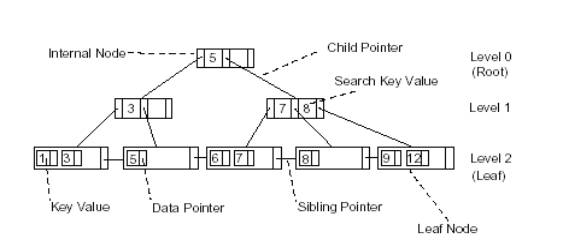 Internal Node
5
Child Pointer
Level 0
(Root)
Search Key Value
3
7 8
Level 1
1 3 5 6 7 8 9 12
Level 2
(Leaf)
Key Value
Data Pointer
Sibling Pointer
Leaf Node